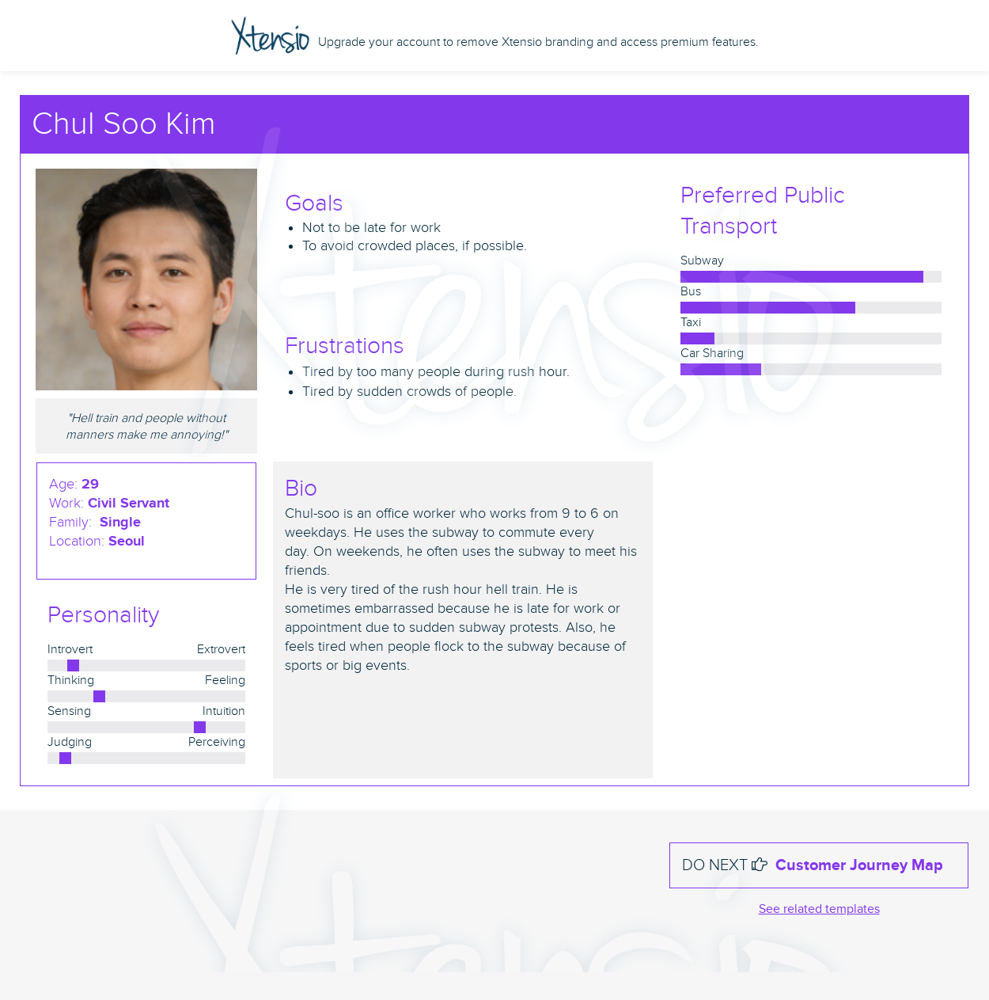 Xtensio Upgrade your account to remove Xtensio branding and access premium features.
Chul Soo Kim
"Hell train and people without
manners make me annoying!"
Age: 29
Work: Civil Servant
Family: Single
Location: Seoul
Personality
Introvert Extrovert
Thinking Feeling
Sensing Intuition
Judging Perceiving
Goals
• Not to be late for work
• To avoid crowded places, if possible.
Frustrations
• Tired by too many people during rush hour.
• Tired by sudden crowds of people.
Bio
Chul-soo is an office worker who works from 9 to 6 on
weekdays. He uses the subway to commute every
day. On weekends, he often uses the subway to meet his
friends.
He is very tired of the rush hour hell train. He is
sometimes embarrassed because he is late for work or
appointment due to sudden subway protests. Also, he
feels tired when people flock to the subway because of
sports or big events.
Preferred Public
Transport
Subway
Bus
Taxi
Car Sharing
Xtensio
DO NEXT Customer Journey Map
See related templates
Xtensio